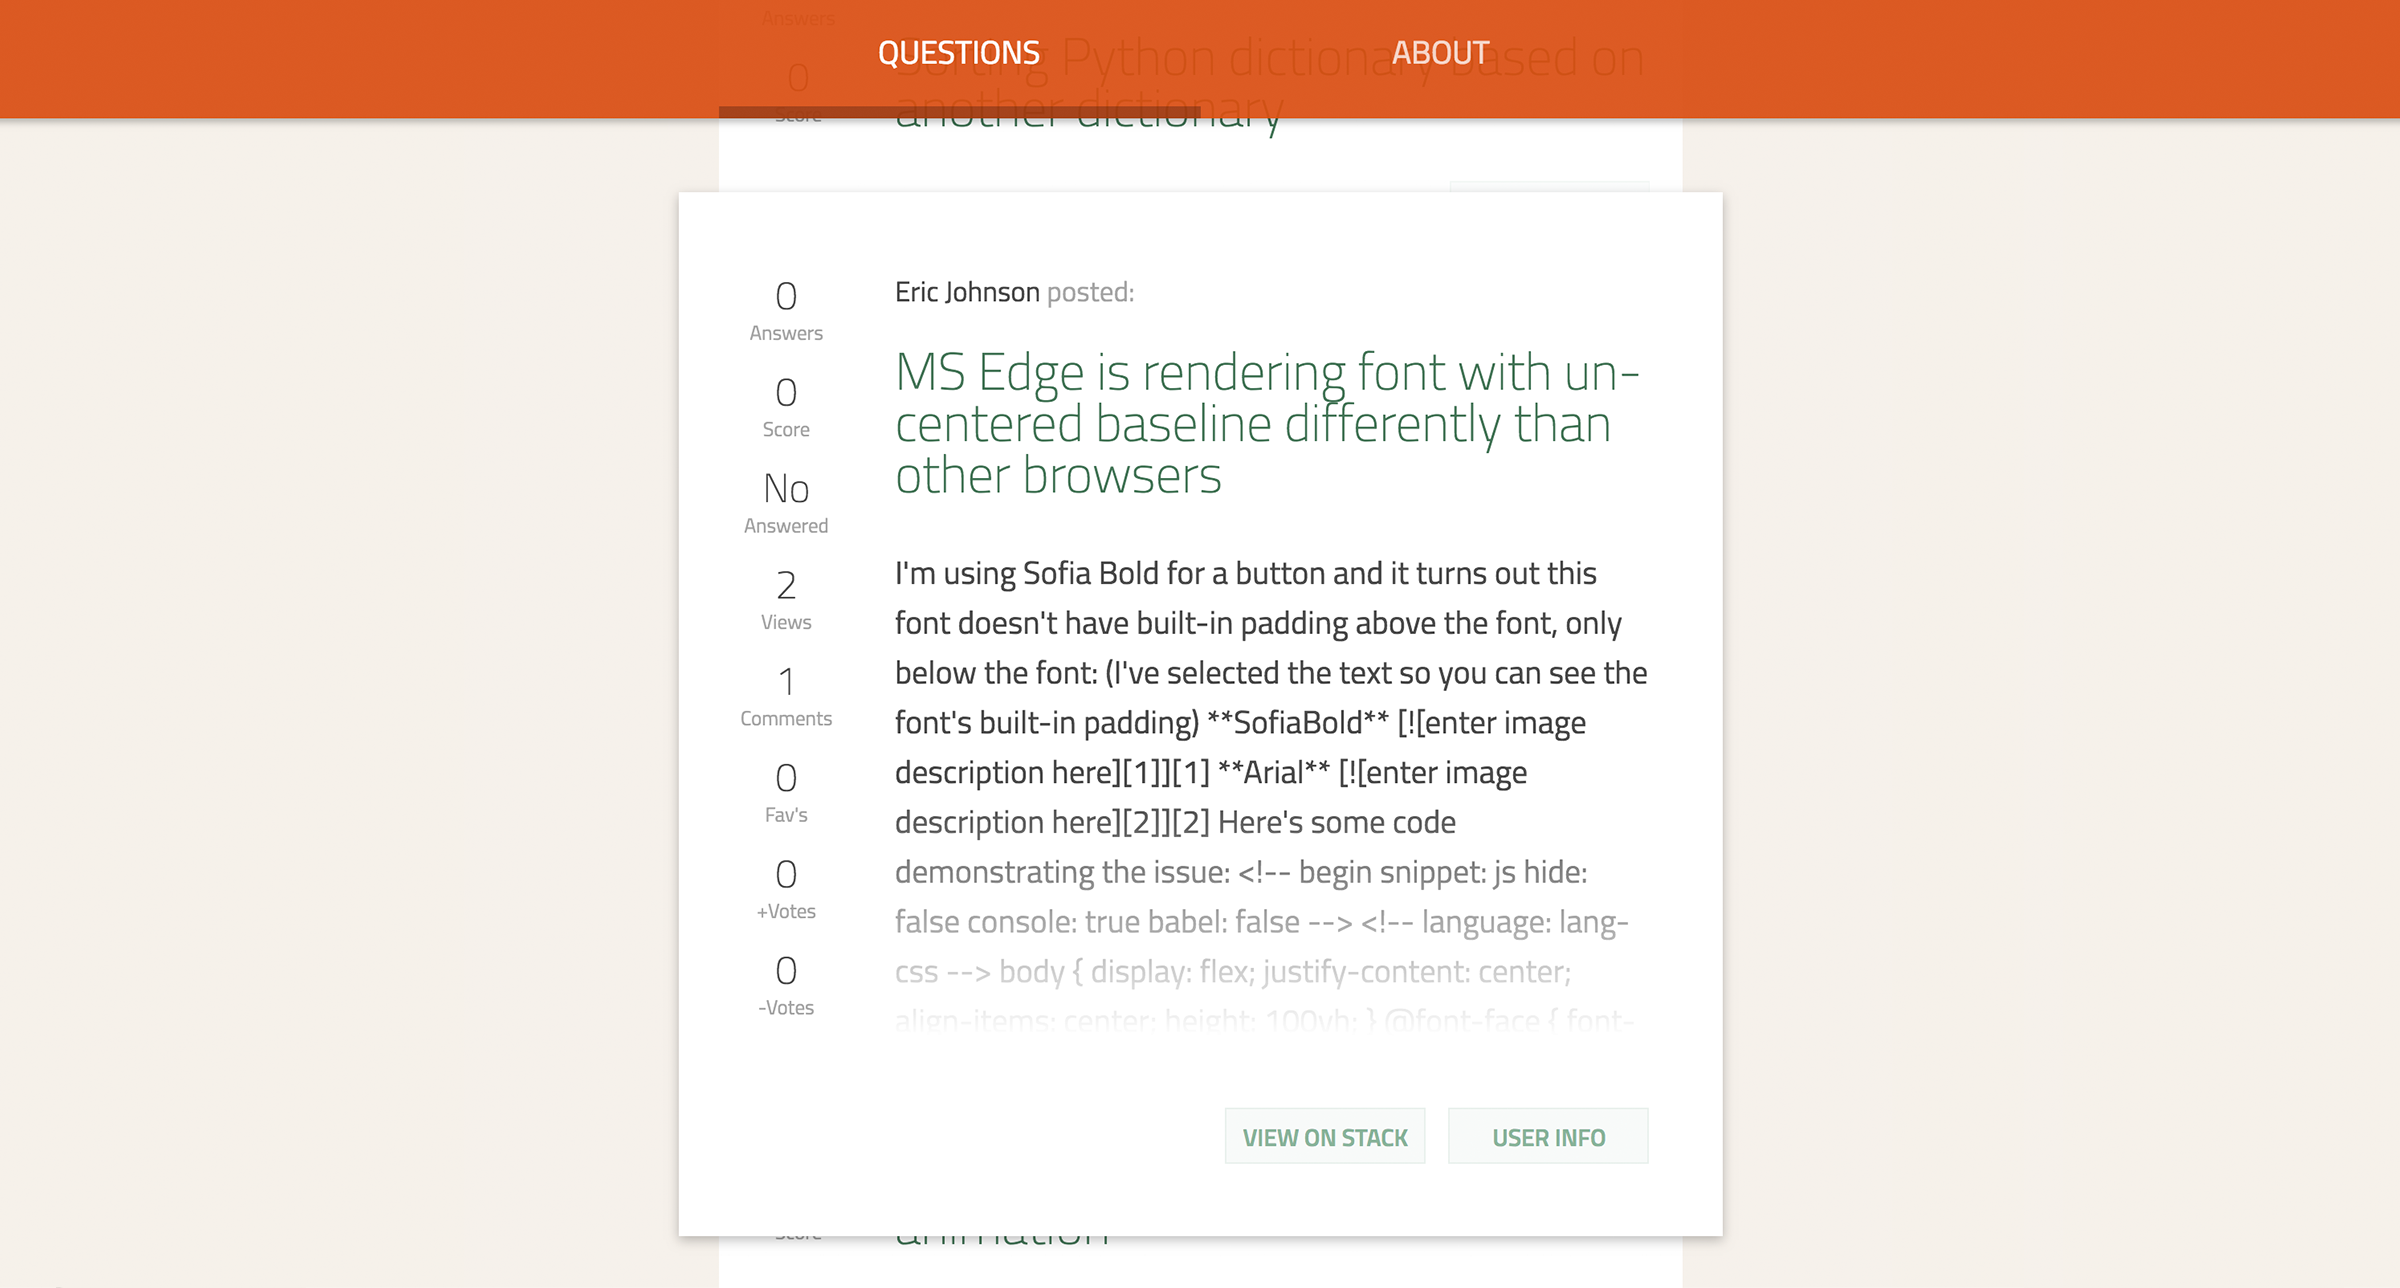 Answers
QUESTIONS
ABOUT
0
Sorting Python dictionary based on
another dictionary
Score
0
Answers
0
Score
No
Answered
2
Views
1
Comments
0
Fav's
0
+Votes
0
-Votes
Eric Johnson posted:
MS Edge is rendering font with un-
centered baseline differently than
other browsers
I'm using Sofia Bold for a button and it turns out this
font doesn't have built-in padding above the font, only
below the font: (I've selected the text so you can see the
font's built-in padding) **SofiaBold** [![enter image
description here][1]][1] **Arial** [![enter image
description here][2]][2] Here's some code
demonstrating the issue: <!-- begin snippet: js hide:
false console: true babel: false --> <!-- language: lang-
css --> body { display: flex; justify-content: center;
align-items: center; height: 100vh; } @font-face { font-
VIEW ON STACK
USER INFO
Score
animation